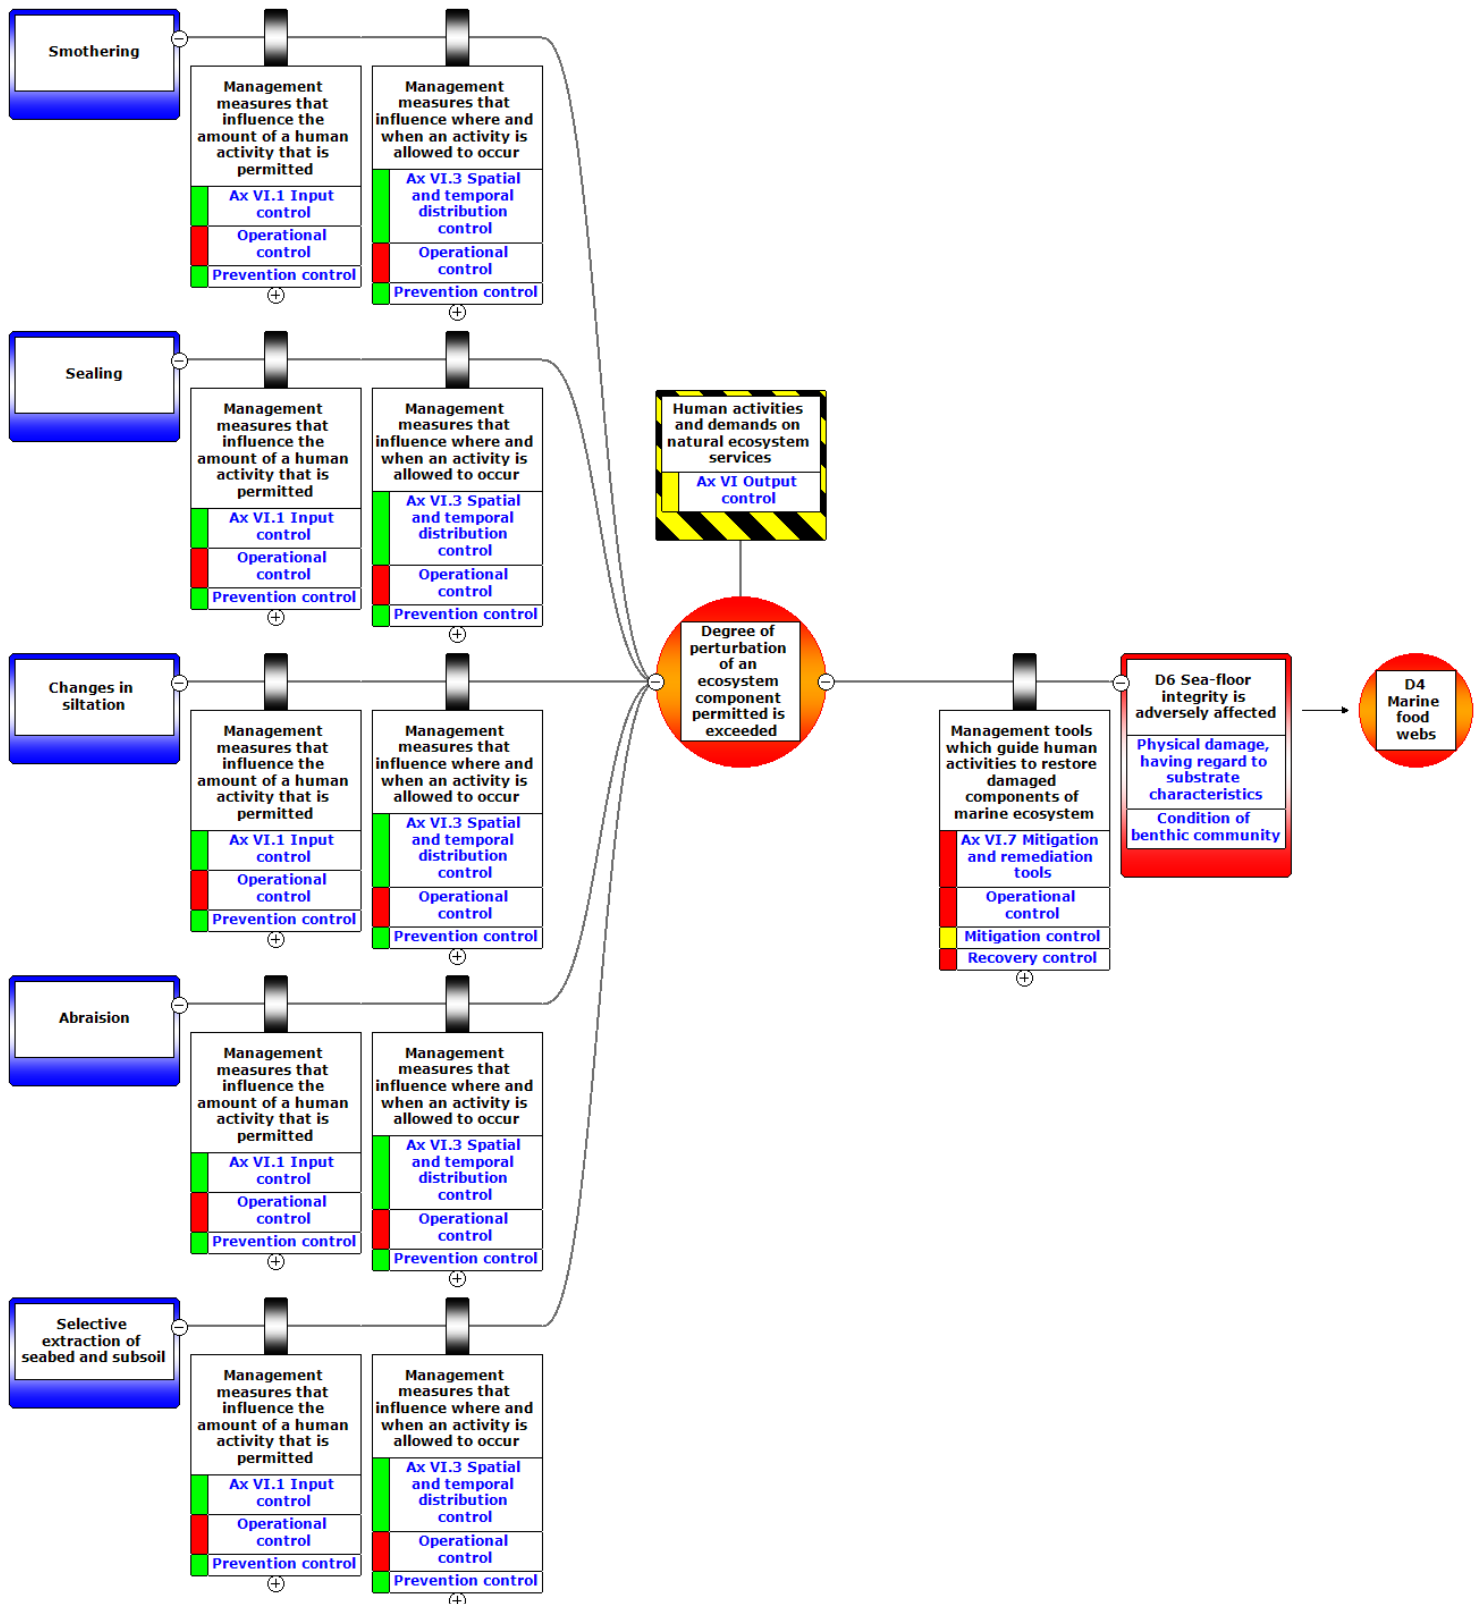 Smothering
Management
measures that
influence the
amount of a human
activity that is
permitted
Ax VI.1 Input
control
Operational
control
Prevention control
Management
measures that
influence where and
when an activity is
allowed to occur
Ax VI.3 Spatial
and temporal
distribution
control
Operational
control
Prevention control
Sealing
Management
measures that
influence the
amount of a human
activity that is
permitted
Ax VI.1 Input
control
Operational
control
Prevention control
Management
measures that
influence where and
when an activity is
allowed to occur
Ax VI.3 Spatial
and temporal
distribution
control
Operational
control
Prevention control
Changes in
siltation
Management
measures that
influence the
amount of a human
activity that is
permitted
Ax VI.1 Input
control
Operational
control
Prevention control
Management
measures that
influence where and
when an activity is
allowed to occur
Ax VI.3 Spatial
and temporal
distribution
control
Operational
control
Prevention control
Abraision
Management
measures that
influence the
amount of a human
activity that is
permitted
Ax VI.1 Input
control
Operational
control
Prevention control
Management
measures that
influence where and
when an activity is
allowed to occur
Ax VI.3 Spatial
and temporal
distribution
control
Operational
control
Prevention control
Selective
extraction of
seabed and subsoil
Management
measures that
influence the
amount of a human
activity that is
permitted
Ax VI.1 Input
control
Operational
control
Prevention control
Management
measures that
influence where and
when an activity is
allowed to occur
Ax VI.3 Spatial
and temporal
distribution
control
Operational
control
Prevention control
Human activities
and demands on
natural ecosystem
services
Ax VI Output
control
Degree of
perturbation
of an
ecosystem
component
permitted is
exceeded
Management tools
which guide human
activities to restore
damaged
components of
marine ecosystem
Ax VI.7 Mitigation
and remediation
tools
Operational
control
Mitigation control
Recovery control
D6 Sea-floor
integrity is
adversely affected
Physical damage,
having regard to
substrate
characteristics
Condition of
benthic community
D4
Marine
food
webs